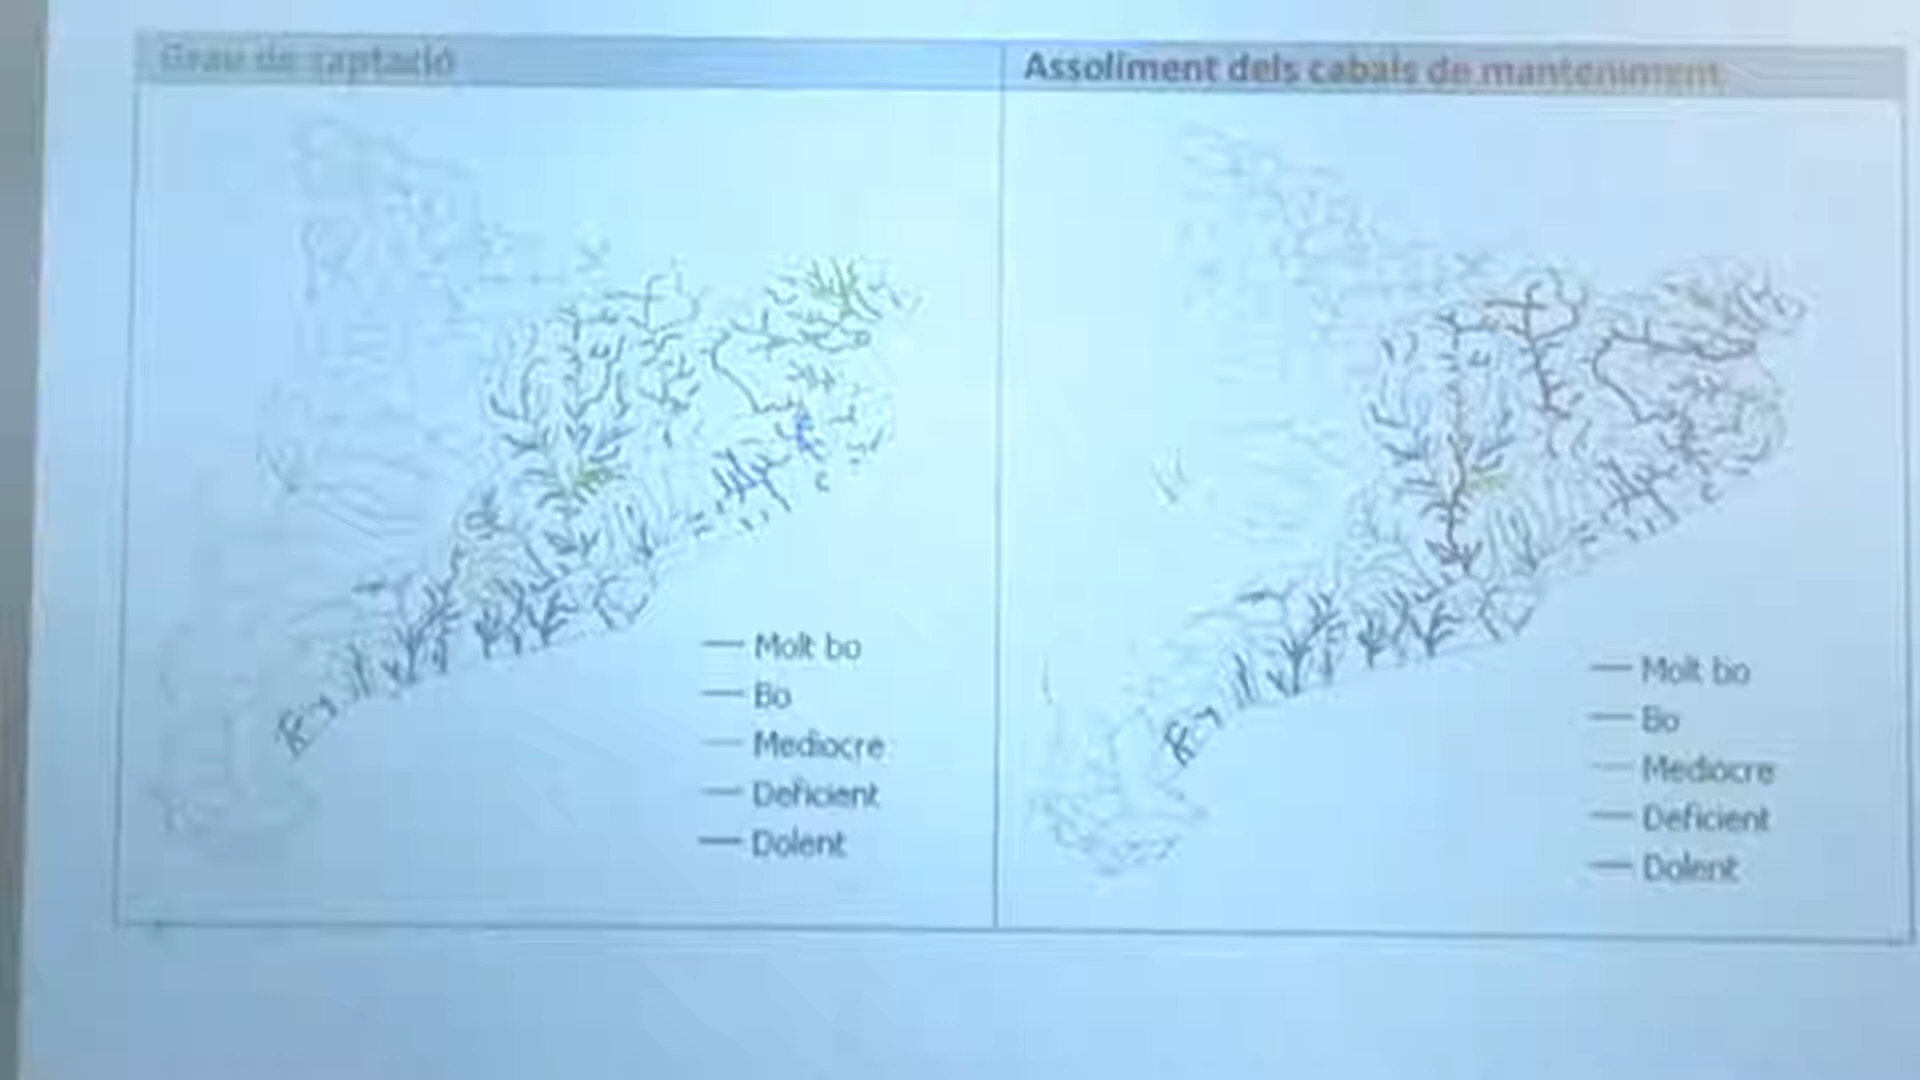 Grau de captació
Assoliment dels cabals de manteniment
Molt bo
Bo
Mediocre
Deficient
Dolent
Molt bo
Bo
Mediocre
Deficient
Dolent